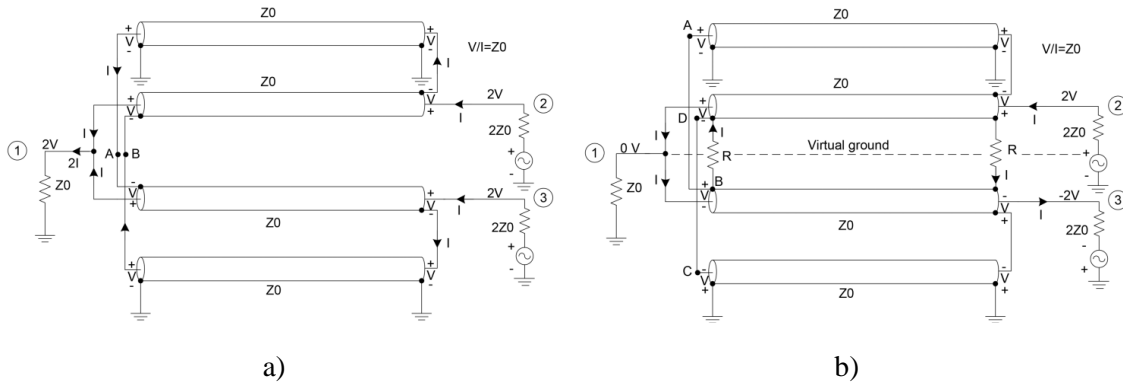 Z0
+
V
-
+
V
-
V/I=Z0
I
I
Z0
+
V
-
-
V
+
2V
I
2
2Z0
+
-
I
1
2V
2I
I
A
B
Z0
-
V
+
-
V
+
2V
I
3
2Z0
+
-
Z0
I
+
V
-
+
V
-
Z0
a)
A
Z0
+
V
-
+
V
-
V/I=Z0
Z0
+
V
-
-
V
+
2V
I
2
2Z0
+
-
I
D
I
R
Virtual ground
R
1
0 V
I
B
I
Z0
+
V
-
+
V
-
-2V
I
3
2Z0
-
+
Z0
C
-
V
+
-
V
+
Z0
b)